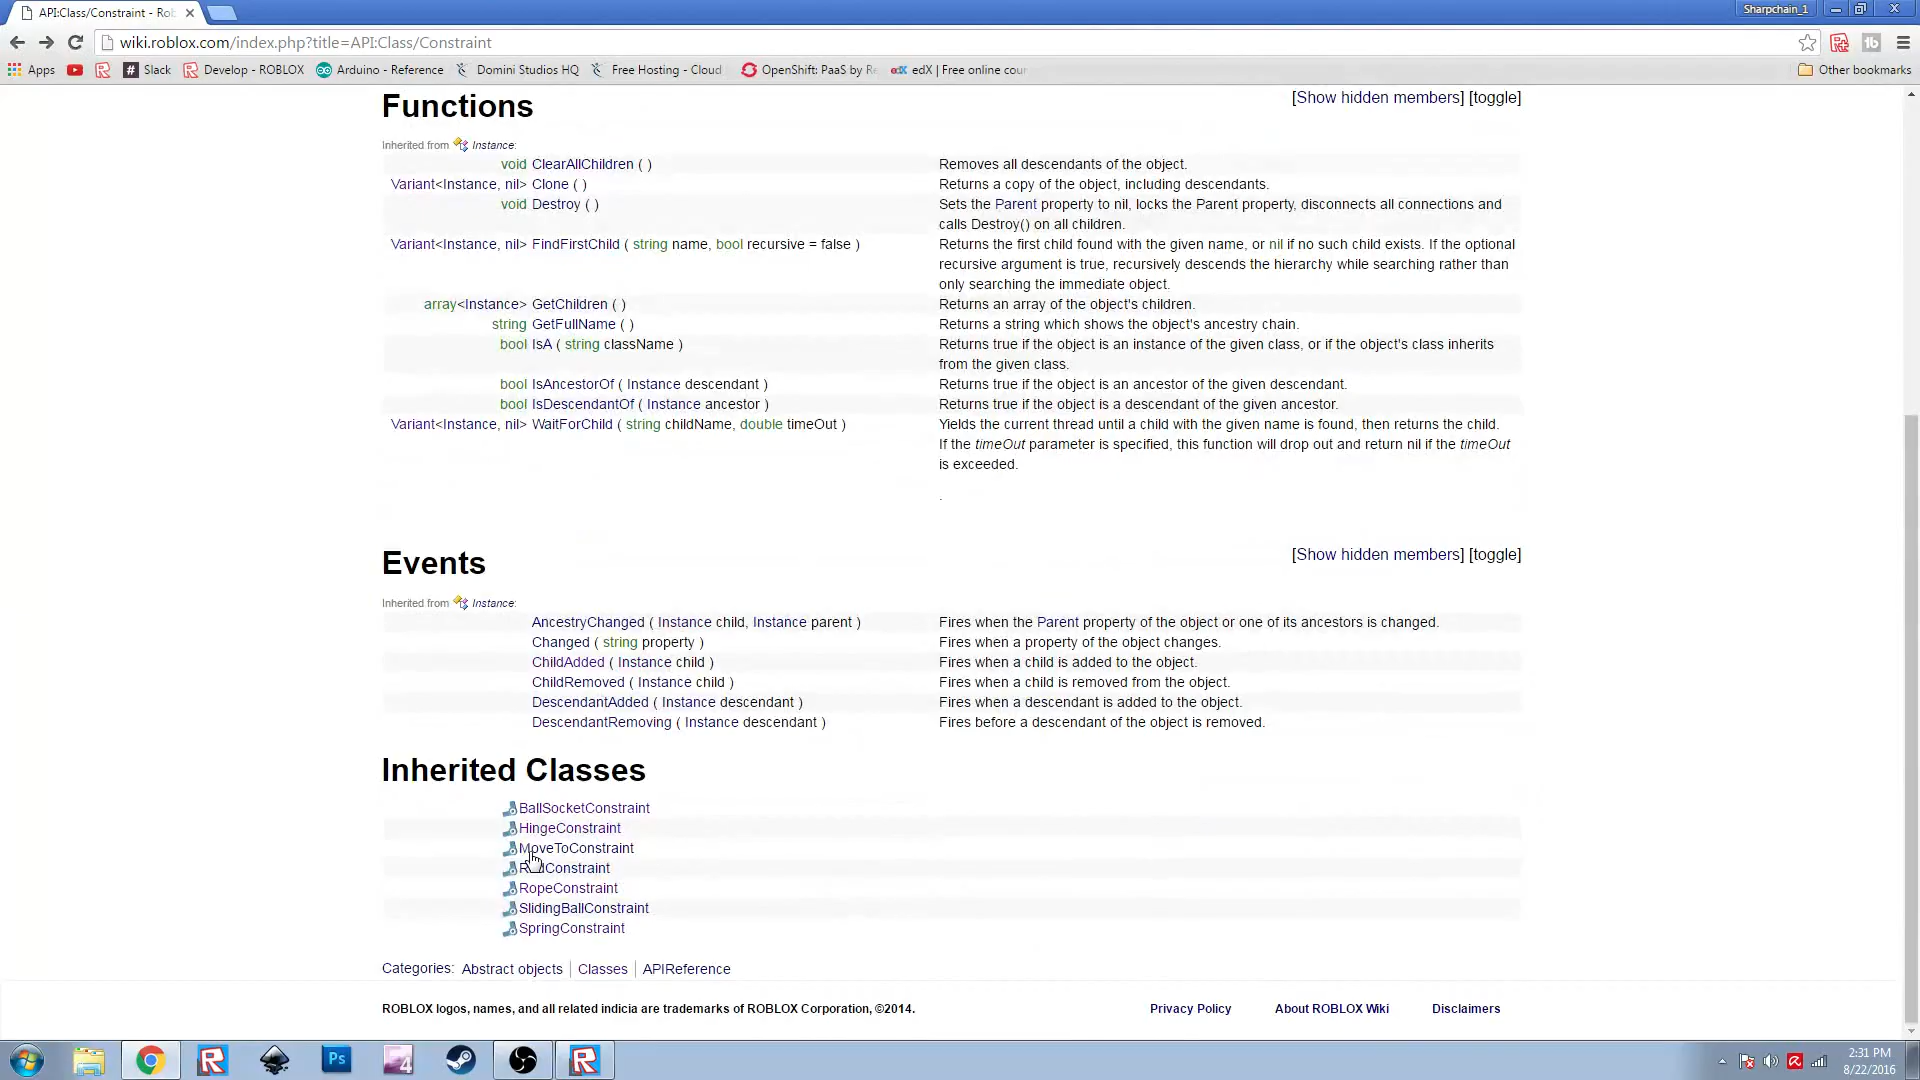 API:Class/Constraint - Rob
Sharpchain_1
wiki.roblox.com/index.php?title=API:Class/Constraint
Apps
Slack
Develop - ROBLOX
Arduino - Reference
Domini Studios HQ
Free Hosting - Cloud
OpenShift: PaaS by Re
edX | Free online cour
Other bookmarks
Functions
[Show hidden members] [toggle]
Inherited from Instance:
void ClearAllChildren ( ) Removes all descendants of the object.
Variant<Instance, nil> Clone ( ) Returns a copy of the object, including descendants.
void Destroy ( ) Sets the Parent property to nil, locks the Parent property, disconnects all connections and
calls Destroy() on all children.
Variant<Instance, nil> FindFirstChild ( string name, bool recursive = false ) Returns the first child found with the given name, or nil if no such child exists. If the optional
recursive argument is true, recursively descends the hierarchy while searching rather than
only searching the immediate object.
array<Instance> GetChildren ( ) Returns an array of the object's children.
string GetFullName ( ) Returns a string which shows the object's ancestry chain.
bool IsA ( string className ) Returns true if the object is an instance of the given class, or if the object's class inherits
from the given class.
bool IsAncestorOf ( Instance descendant ) Returns true if the object is an ancestor of the given descendant.
bool IsDescendantOf ( Instance ancestor ) Returns true if the object is a descendant of the given ancestor.
Variant<Instance, nil> WaitForChild ( string childName, double timeOut ) Yields the current thread until a child with the given name is found, then returns the child.
If the timeOut parameter is specified, this function will drop out and return nil if the timeOut
is exceeded.
.
Events
[Show hidden members] [toggle]
Inherited from Instance:
AncestryChanged ( Instance child, Instance parent ) Fires when the Parent property of the object or one of its ancestors is changed.
Changed ( string property ) Fires when a property of the object changes.
ChildAdded ( Instance child ) Fires when a child is added to the object.
ChildRemoved ( Instance child ) Fires when a child is removed from the object.
DescendantAdded ( Instance descendant ) Fires when a descendant is added to the object.
DescendantRemoving ( Instance descendant ) Fires before a descendant of the object is removed.
Inherited Classes
BallSocketConstraint
HingeConstraint
MoveToConstraint
RodConstraint
RopeConstraint
SlidingBallConstraint
SpringConstraint
Categories: Abstract objects | Classes | APIReference
ROBLOX logos, names, and all related indicia are trademarks of ROBLOX Corporation, ©2014.
Privacy Policy
About ROBLOX Wiki
Disclaimers
Ps
4
2:31 PM
8/22/2016